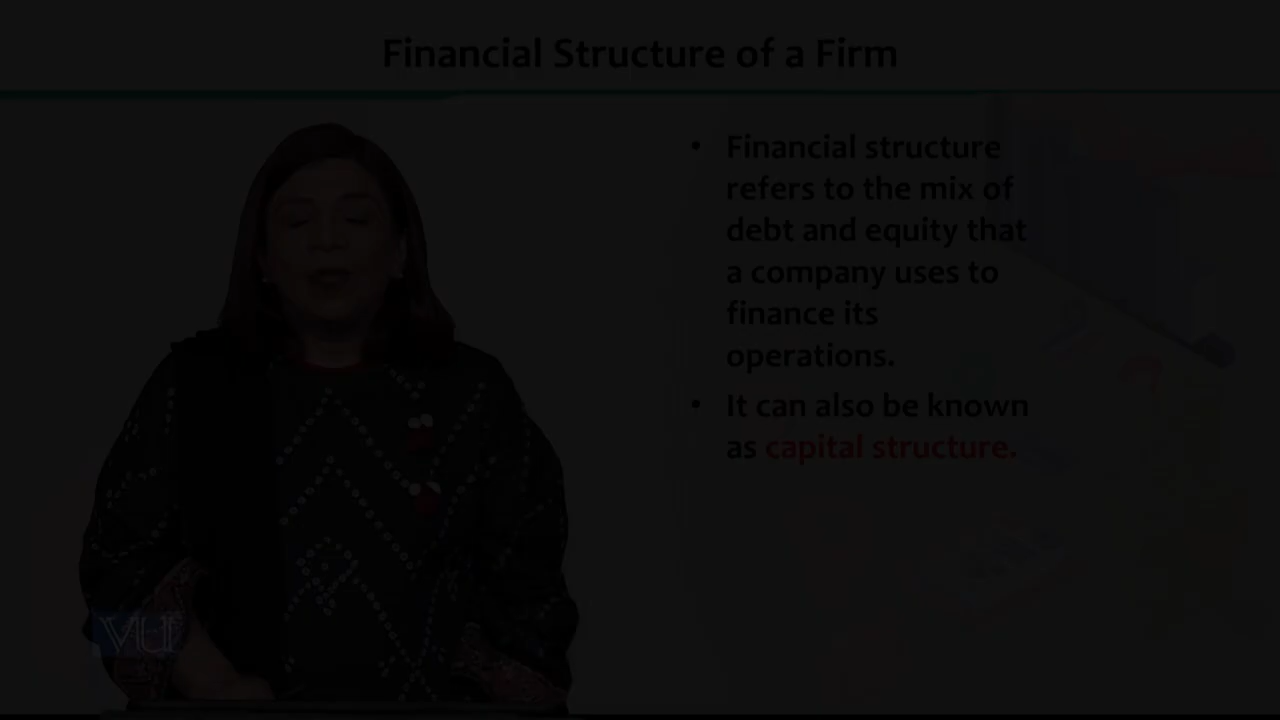 Financial Structure of a Firm
• Financial structure
refers to the mix of
debt and equity that
a company uses to
finance its
operations.
• It can also be known
as capital structure.
VU